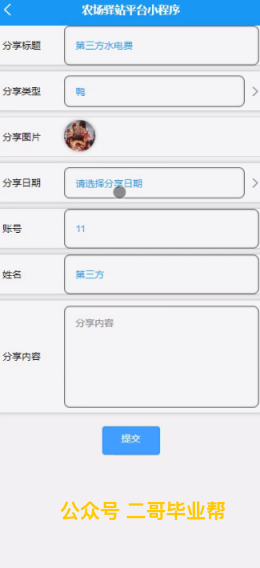 农场驿站平台小程序
分享标题 第三方水电费
分享类型 鸭
分享图片
分享日期 请选择分享日期
账号 11
姓名 第三方
分享内容 分享内容
提交
公众号 二哥毕业帮